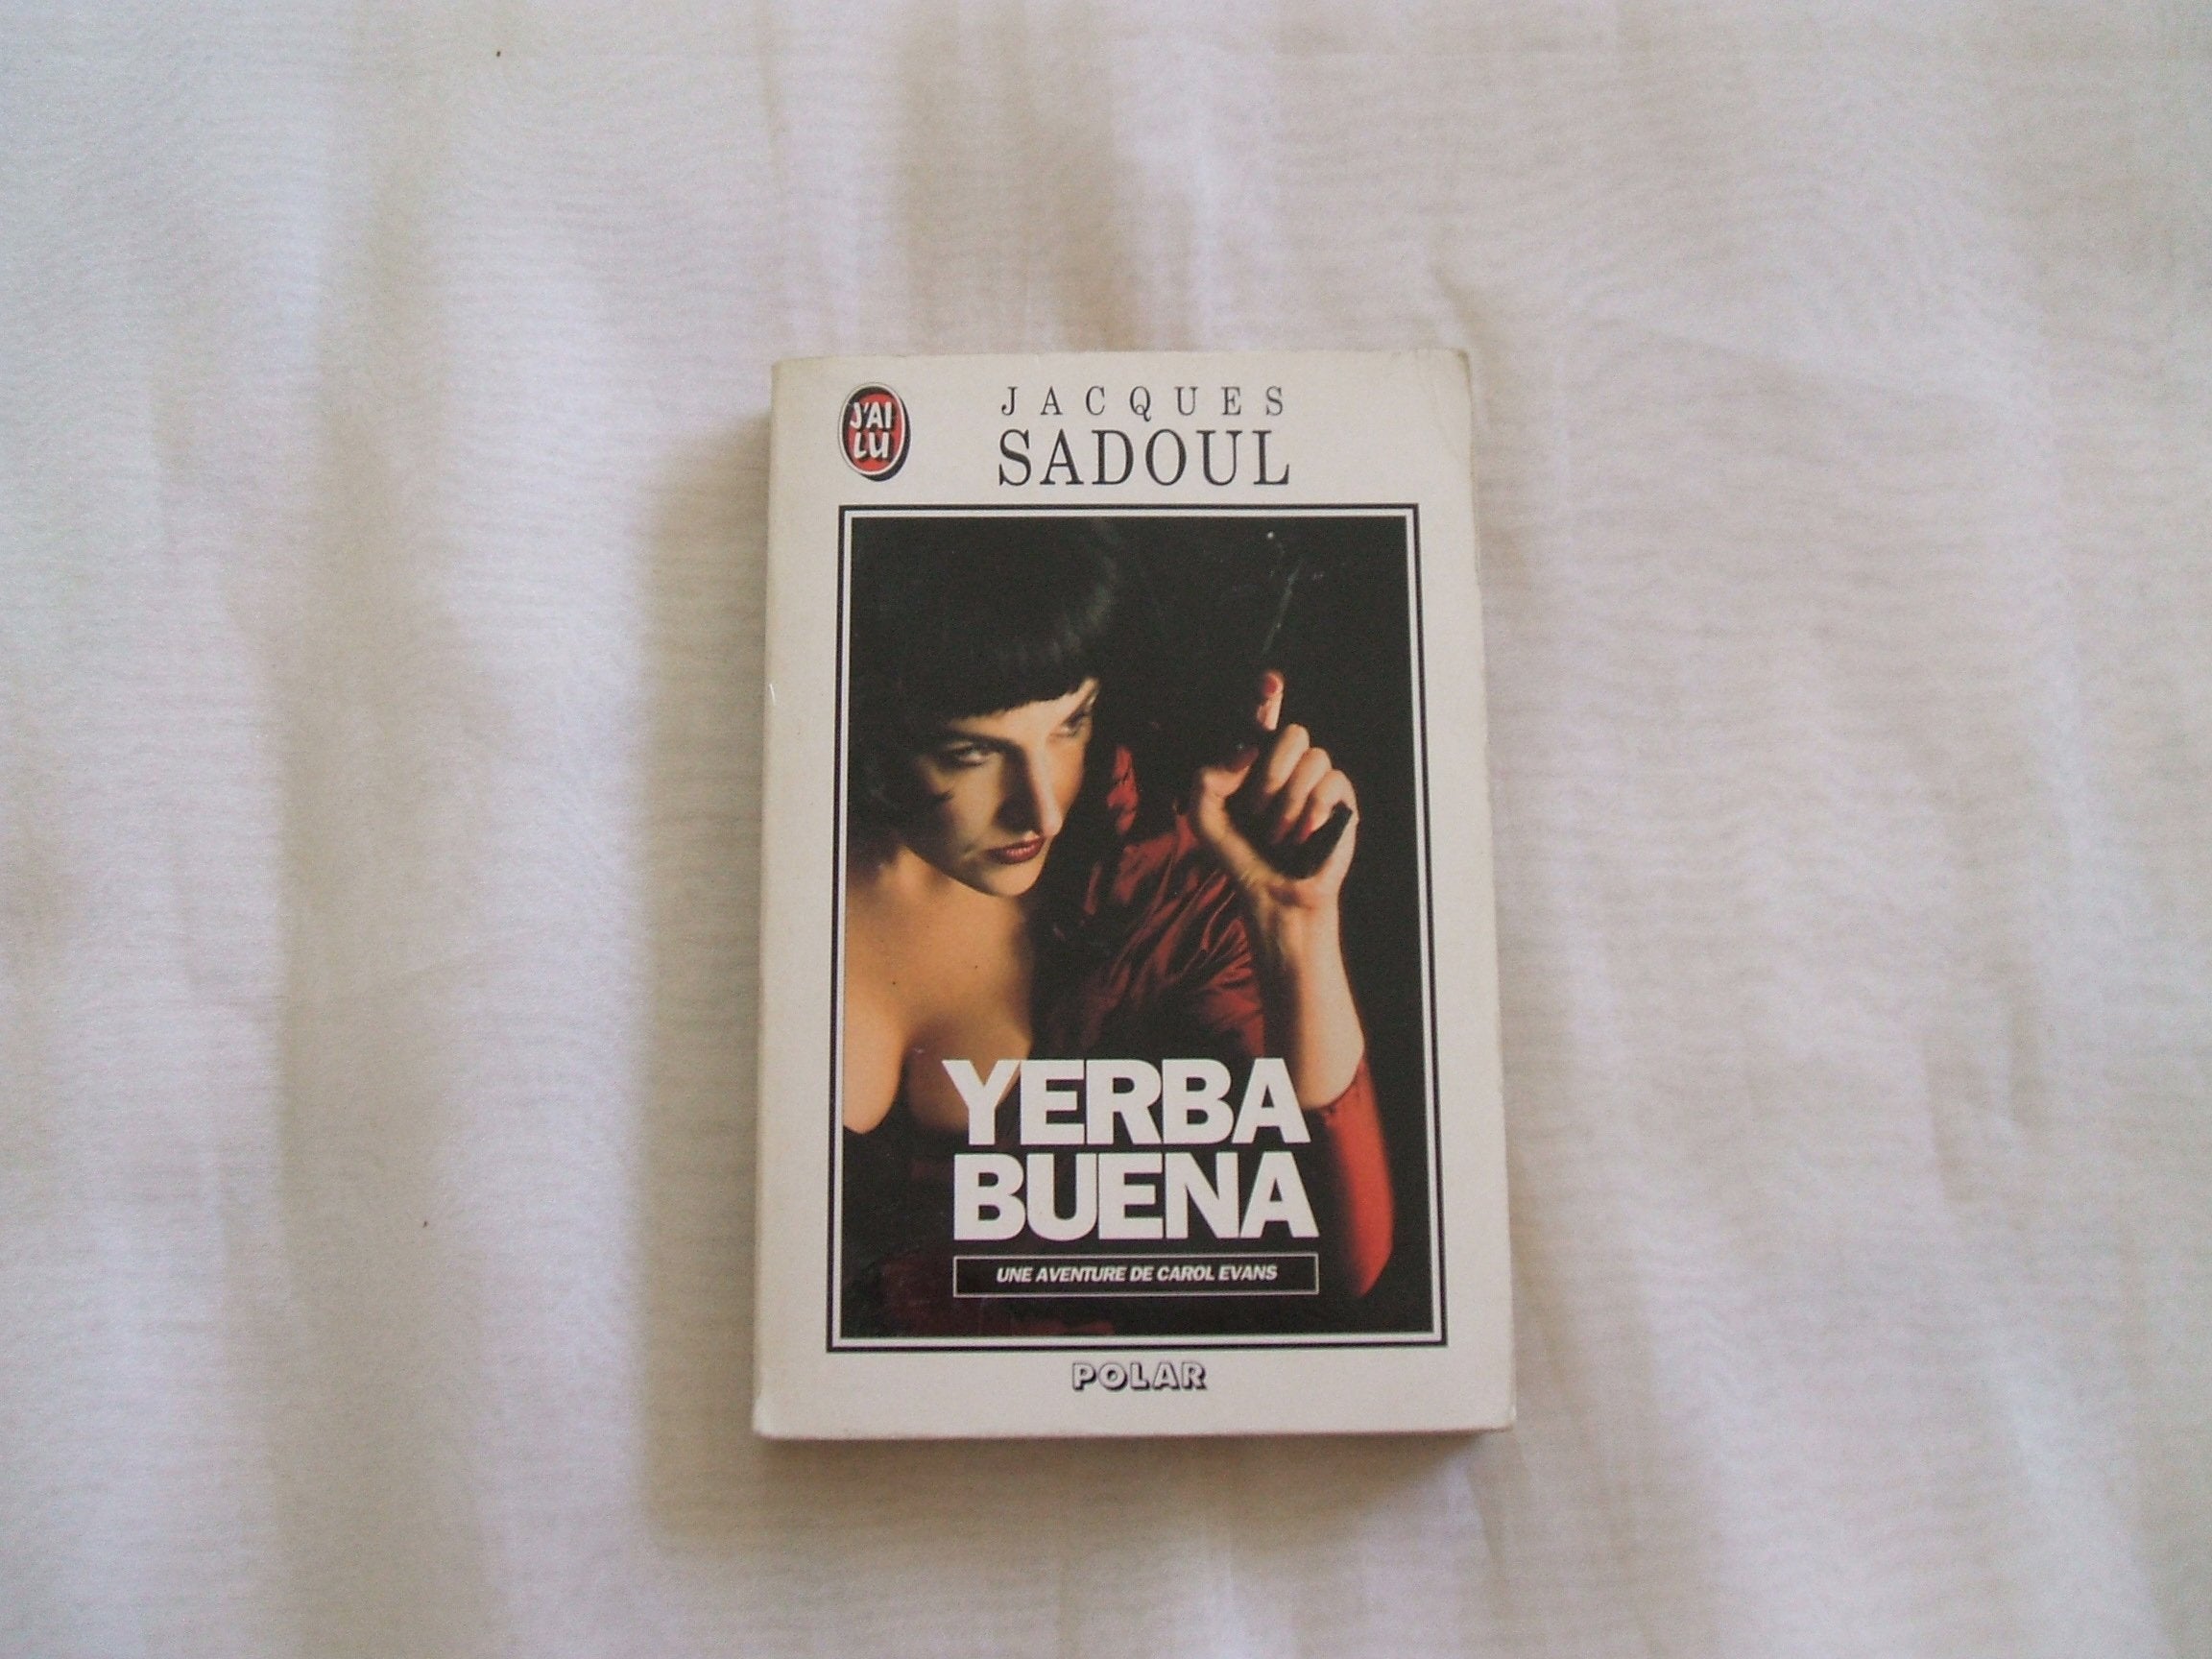 J'AI
LU
JACQUES
SADOUL
YERBA
BUENA
UNE AVENTURE DE CAROL EVANS
POLAR